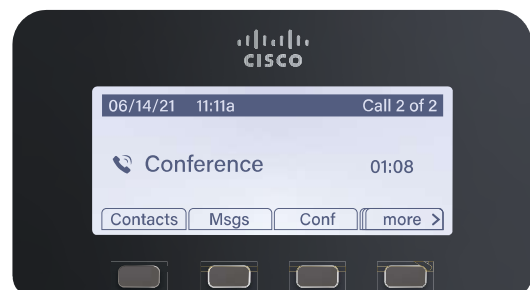 CISCO
06/14/21 11:11a Call 2 of 2
Conference 01:08
Contacts Msgs Conf more >